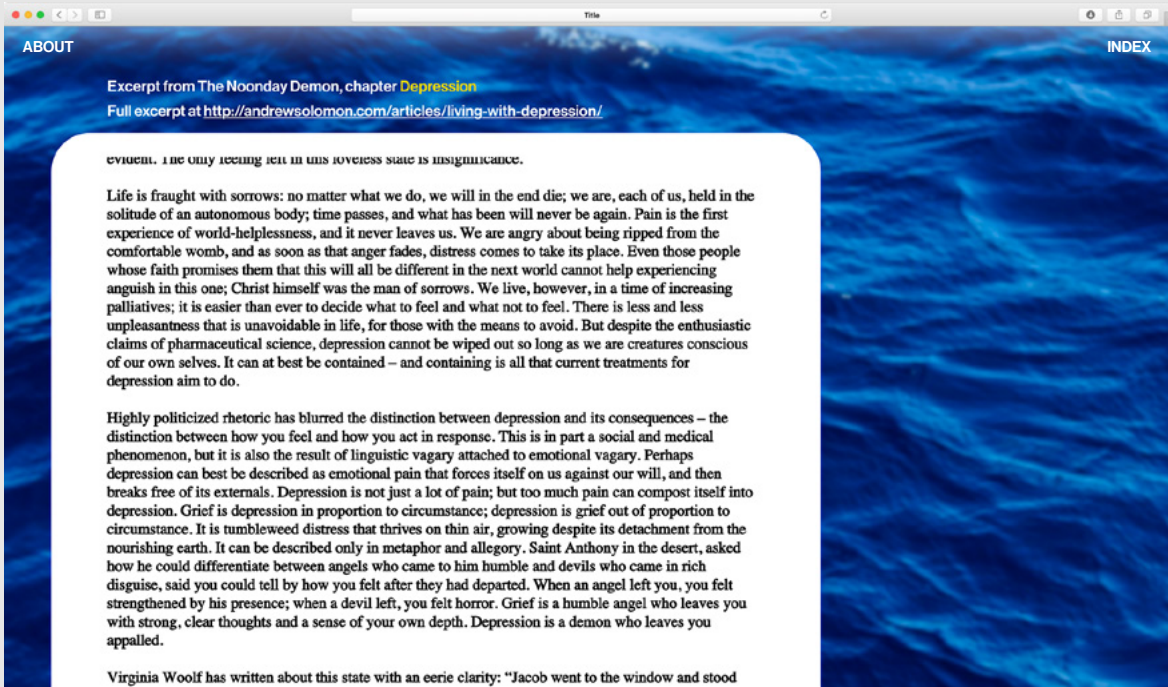 Title
ABOUT
INDEX
Excerpt from The Noonday Demon, chapter Depression
Full excerpt at http://andrewsolomon.com/articles/living-with-depression/
evident. The only feeling left in this loveless state is insignificance.
Life is fraught with sorrows: no matter what we do, we will in the end die; we are, each of us, held in the
solitude of an autonomous body; time passes, and what has been will never be again. Pain is the first
experience of world-helplessness, and it never leaves us. We are angry about being ripped from the
comfortable womb, and as soon as that anger fades, distress comes to take its place. Even those people
whose faith promises them that this will all be different in the next world cannot help experiencing
anguish in this one; Christ himself was the man of sorrows. We live, however, in a time of increasing
palliatives; it is easier than ever to decide what to feel and what not to feel. There is less and less
unpleasantness that is unavoidable in life, for those with the means to avoid. But despite the enthusiastic
claims of pharmaceutical science, depression cannot be wiped out so long as we are creatures conscious
of our own selves. It can at best be contained – and containing is all that current treatments for
depression aim to do.
Highly politicized rhetoric has blurred the distinction between depression and its consequences – the
distinction between how you feel and how you act in response. This is in part a social and medical
phenomenon, but it is also the result of linguistic vagary attached to emotional vagary. Perhaps
depression can best be described as emotional pain that forces itself on us against our will, and then
breaks free of its externals. Depression is not just a lot of pain; but too much pain can compost itself into
depression. Grief is depression in proportion to circumstance; depression is grief out of proportion to
circumstance. It is tumbleweed distress that thrives on thin air, growing despite its detachment from the
nourishing earth. It can be described only in metaphor and allegory. Saint Anthony in the desert, asked
how he could differentiate between angels who came to him humble and devils who came in rich
disguise, said you could tell by how you felt after they had departed. When an angel left you, you felt
strengthened by his presence; when a devil left, you felt horror. Grief is a humble angel who leaves you
with strong, clear thoughts and a sense of your own depth. Depression is a demon who leaves you
appalled.
Virginia Woolf has written about this state with an eerie clarity: “Jacob went to the window and stood